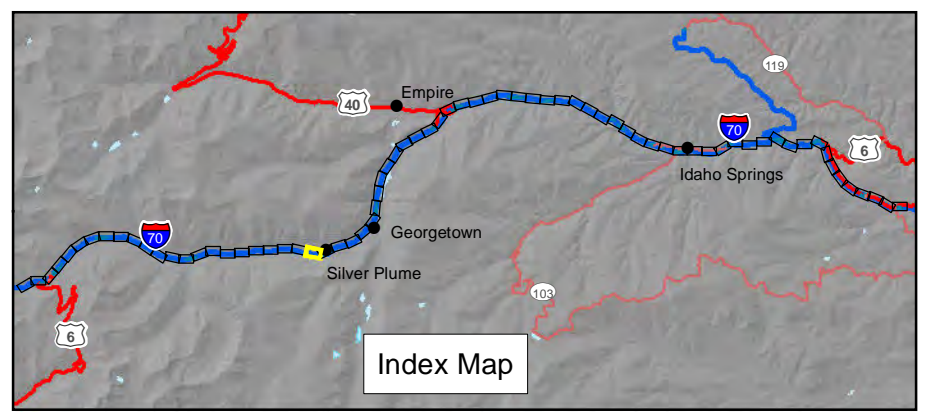 119
Empire
40
70
6
Idaho Springs
Georgetown
70
Silver Plume
103
6
Index Map